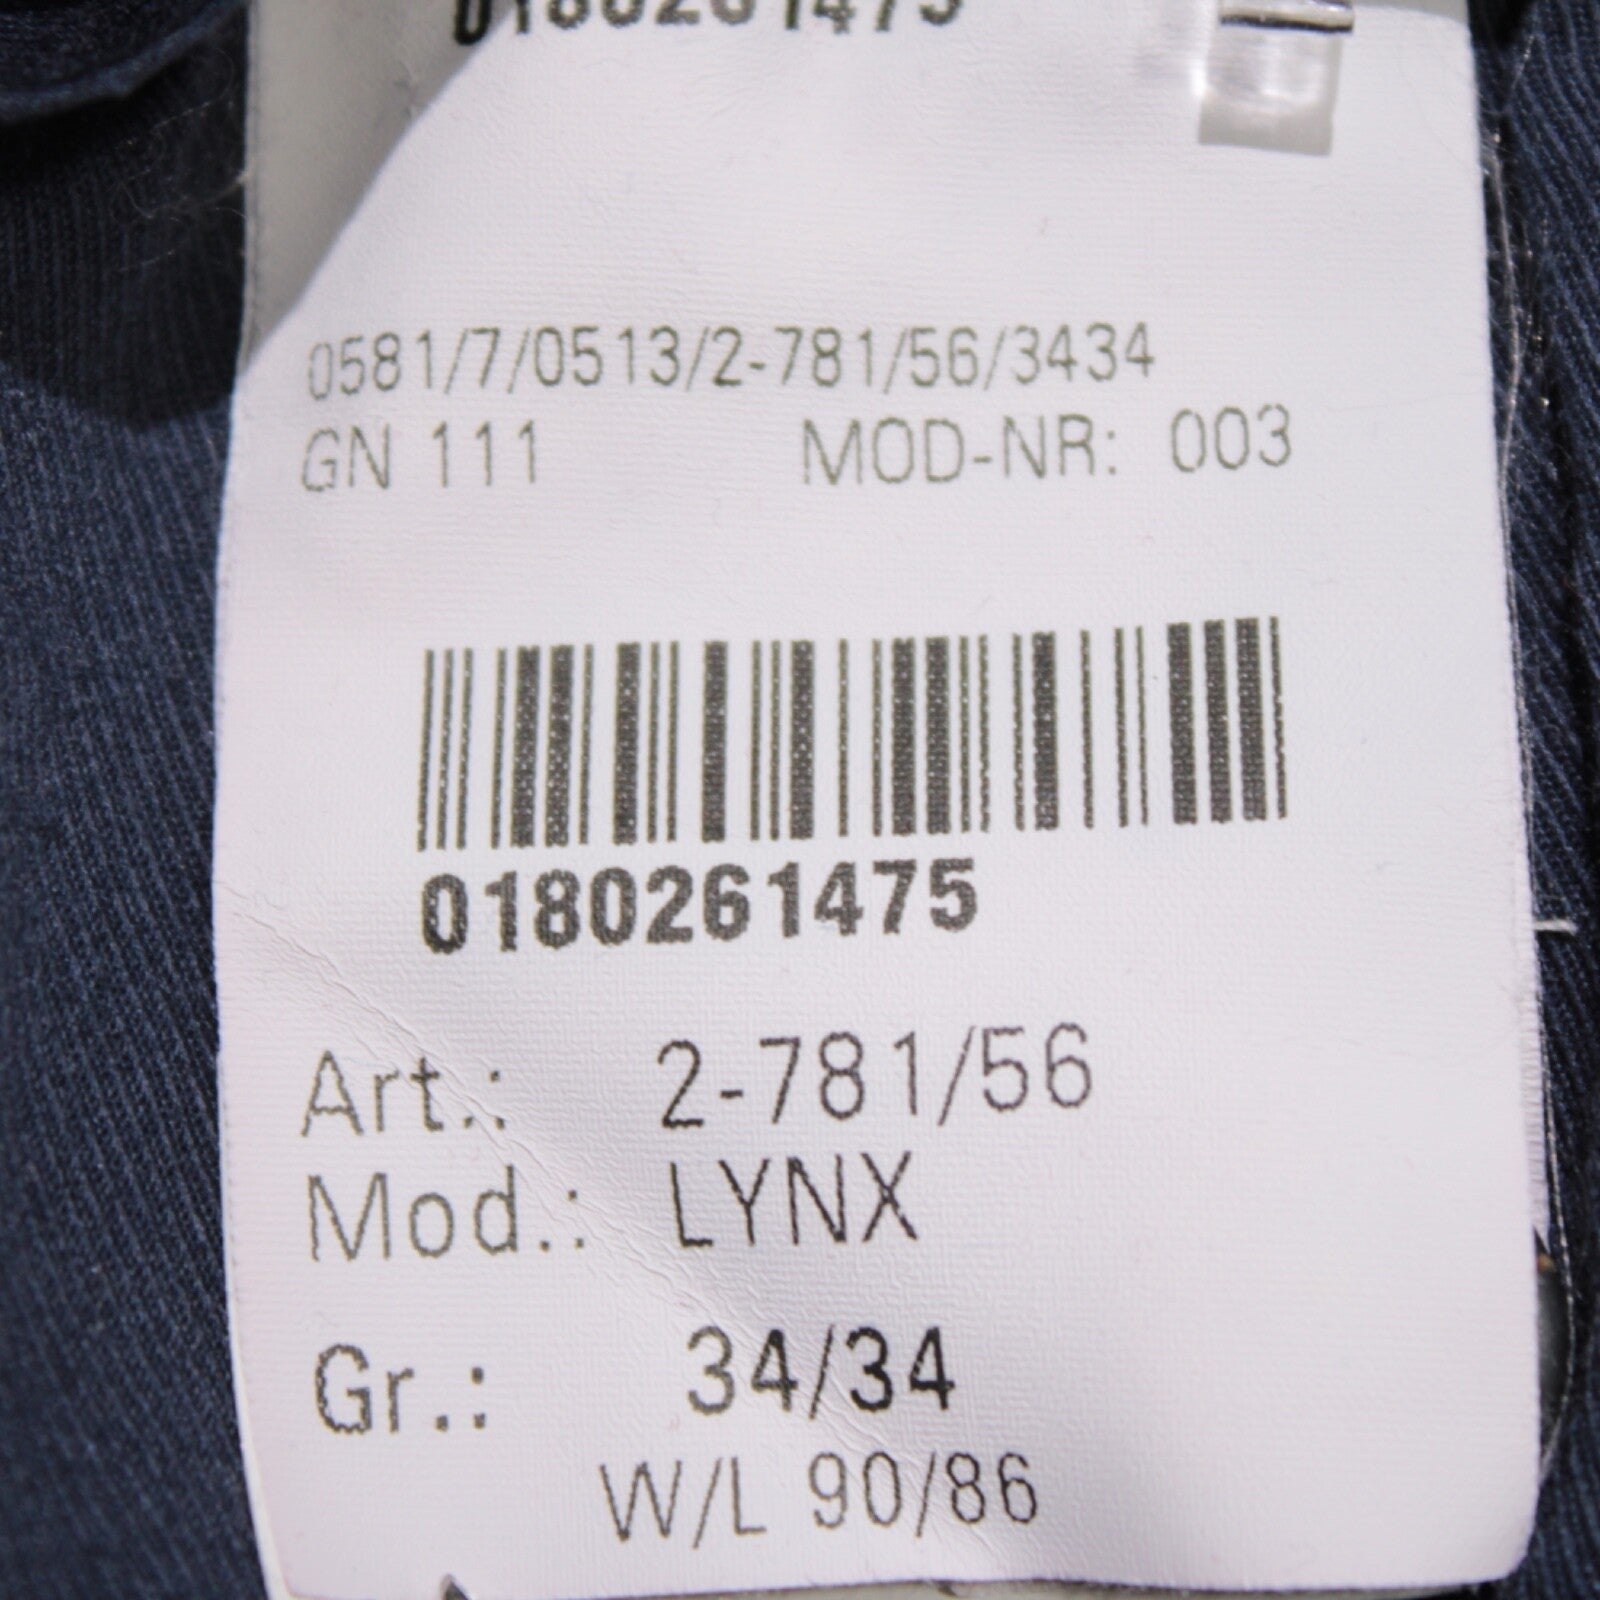 0180261475
0581/7/0513/2-781/56/3434
GN 111 MOD-NR: 003
0180261475
Art.: 2-781/56
Mod.: LYNX
Gr.: 34/34
W/L 90/86